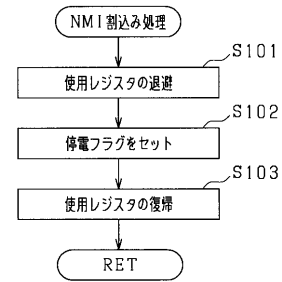 NMI割込み処理
S101
使用レジスタの退避
S102
停電フラグをセット
S103
使用レジスタの復帰
RET